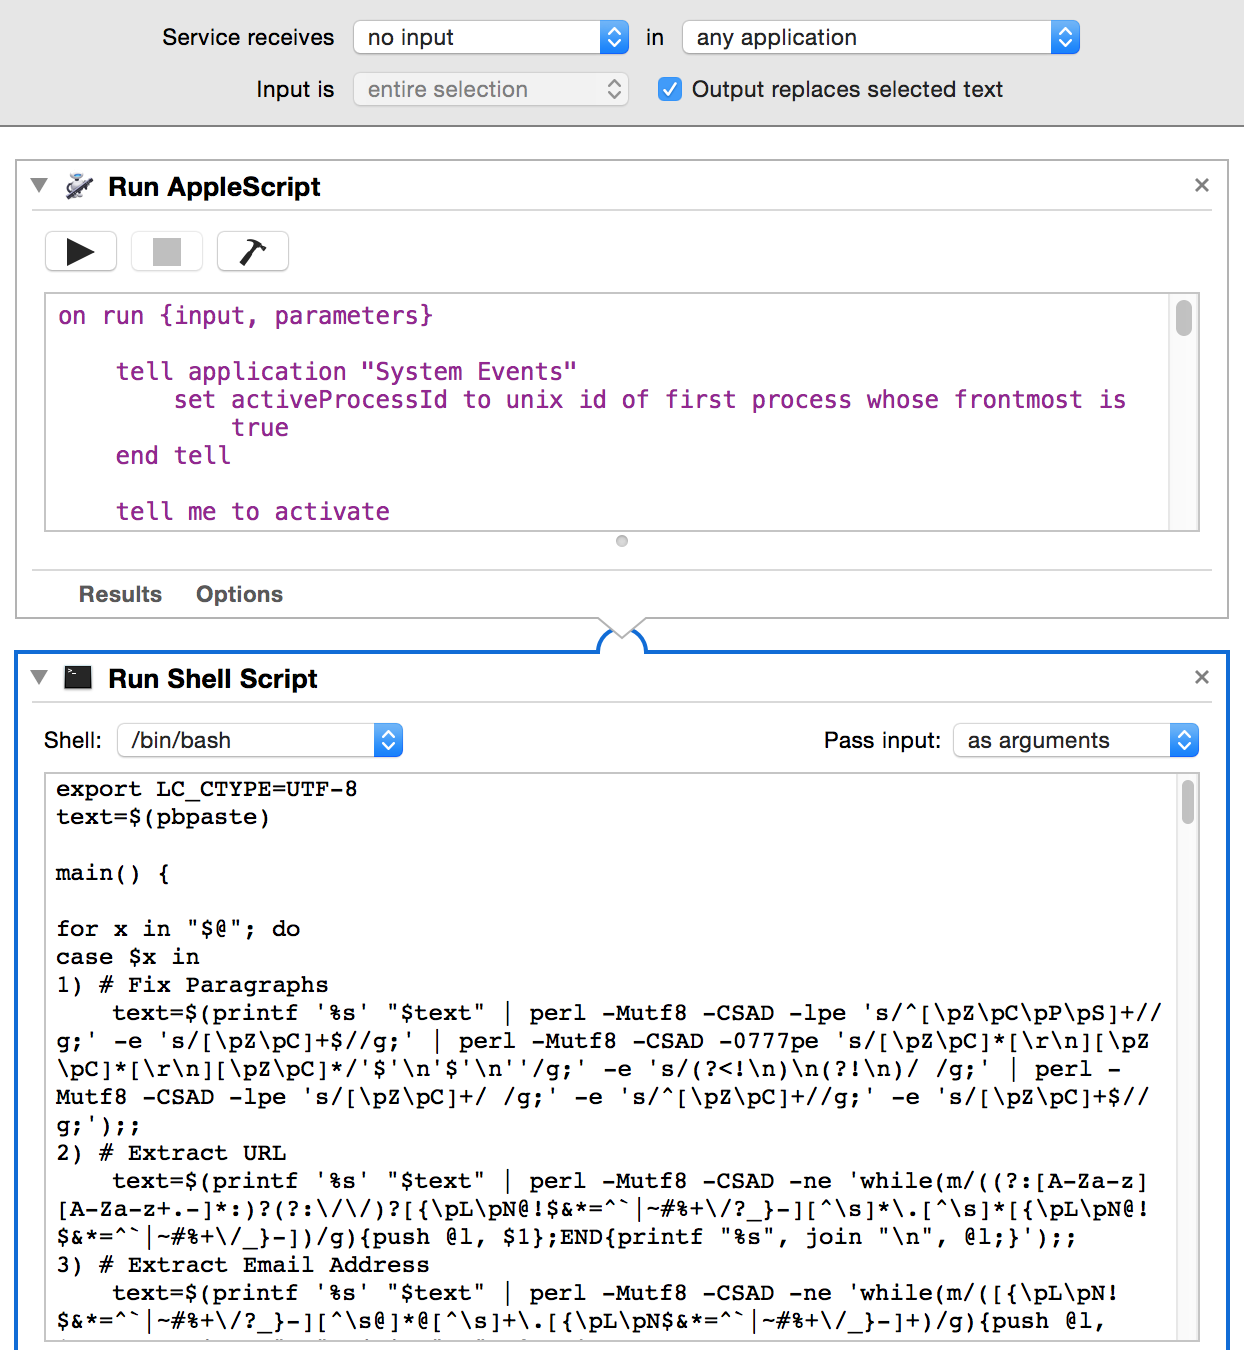 Service receives no input in any application
Input is entire selection Output replaces selected text
Run AppleScript
on run {input, parameters}
tell application "System Events"
set activeProcessId to unix id of first process whose frontmost is
true
end tell
tell me to activate
Results Options
Run Shell Script
Shell: /bin/bash Pass input: as arguments
export LC_CTYPE=UTF-8
text=$(pbpaste)
main() {
for x in "$@"; do
case $x in
1) # Fix Paragraphs
text=$(printf '%s' "$text" | perl -Mutf8 -CSAD -lpe 's/^[\pZ\pC\pP\pS]+//
g;' -e 's/[\pZ\pC]+$//g;' | perl -Mutf8 -CSAD -0777pe 's/[\pZ\pC]*[\r\n][\pZ
\pC]*[\r\n][\pZ\pC]*/'$'\n'$'\n''/g;' -e 's/(?<!\n)\n(?!\n)/ /g;' | perl -
Mutf8 -CSAD -lpe 's/[\pZ\pC]+/ /g;' -e 's/^[\pZ\pC]+//g;' -e 's/[\pZ\pC]+$//
g;');;
2) # Extract URL
text=$(printf '%s' "$text" | perl -Mutf8 -CSAD -ne 'while(m/((?:[A-Za-z]
[A-Za-z+.-]*:)?(?:\/\/)?[{\pL\pN@!$&*=^`|~#%+\/?_}-][^\s]*\.[^\s]*[{\pL\pN@!
$&*=^`|~#%+\/_}-])/g){push @l, $1};END{printf "%s", join "\n", @l;}');;
3) # Extract Email Address
text=$(printf '%s' "$text" | perl -Mutf8 -CSAD -ne 'while(m/([{\pL\pN!
$&*=^`|~#%+\/?_}-][^\s@]*@[^\s]+\.[{\pL\pN$&*=^`|~#%+\/_}-]+)/g){push @l,